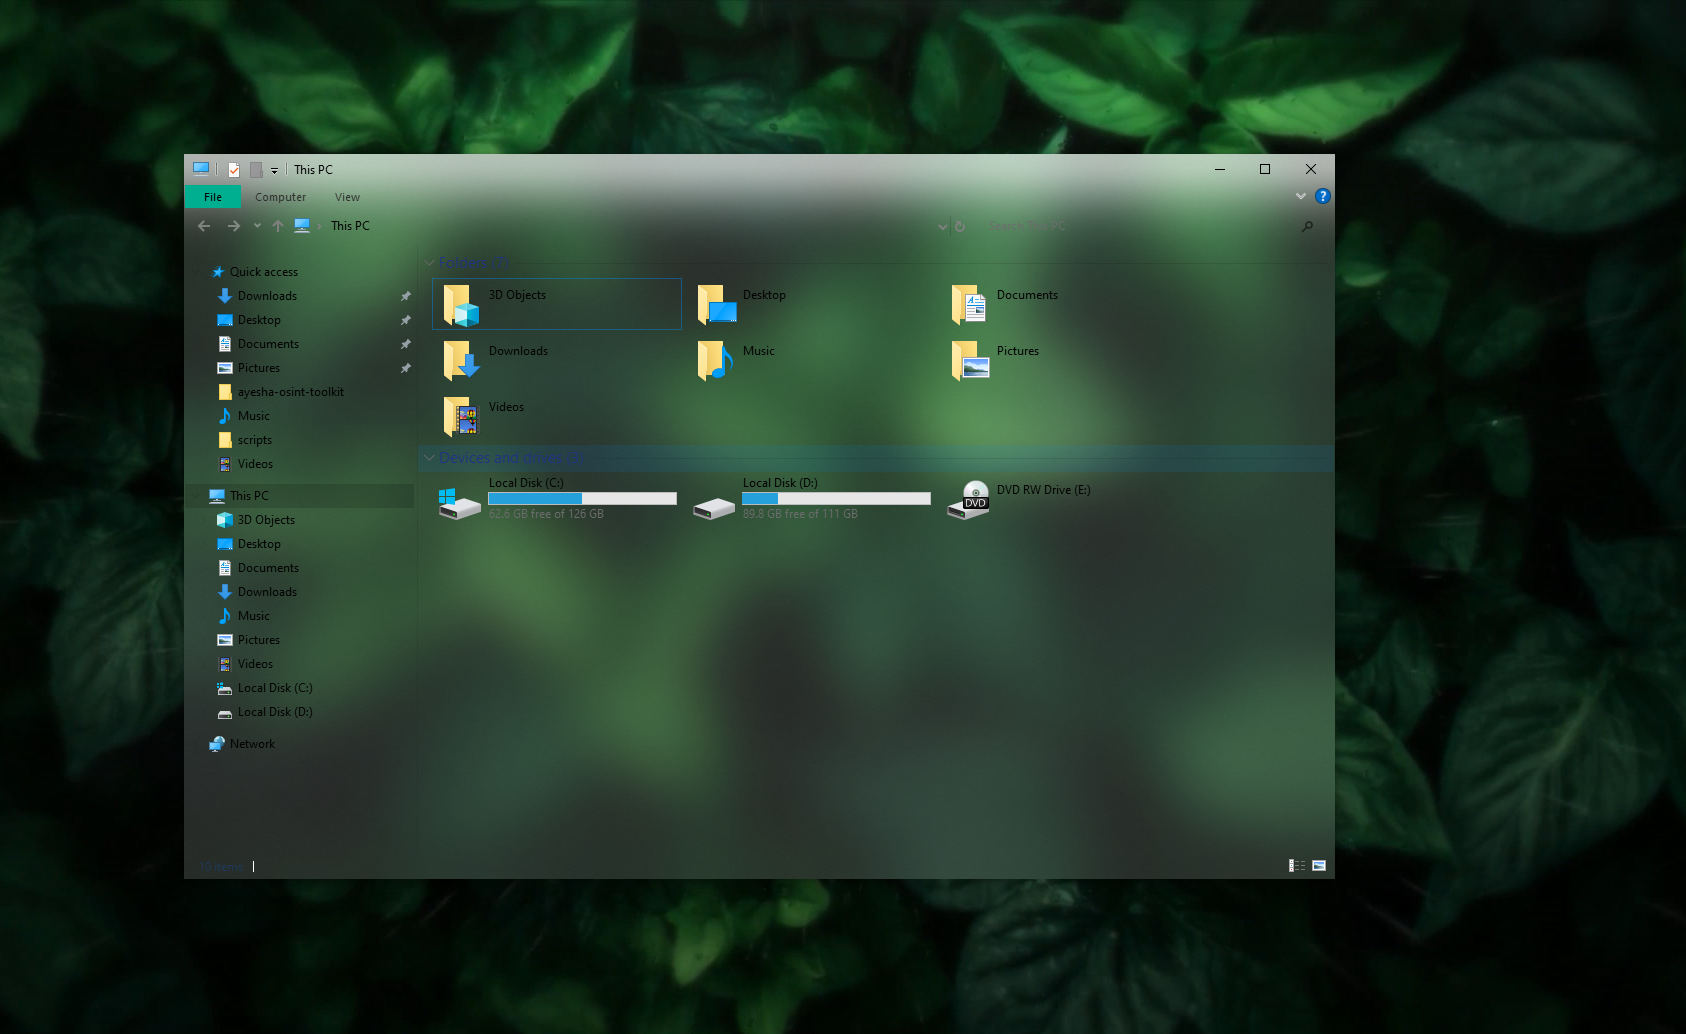 This PC
File Computer View
This PC
Search This PC
Quick access
Downloads
Desktop
Documents
Pictures
ayesha-osint-toolkit
Music
scripts
Videos
This PC
3D Objects
Desktop
Documents
Downloads
Music
Pictures
Videos
Local Disk (C:)
Local Disk (D:)
Network
Folders (7)
3D Objects
Desktop
Documents
Downloads
Music
Pictures
Videos
Devices and drives (3)
Local Disk (C:)
62.6 GB free of 126 GB
Local Disk (D:)
89.8 GB free of 111 GB
DVD
DVD RW Drive (E:)
10 items